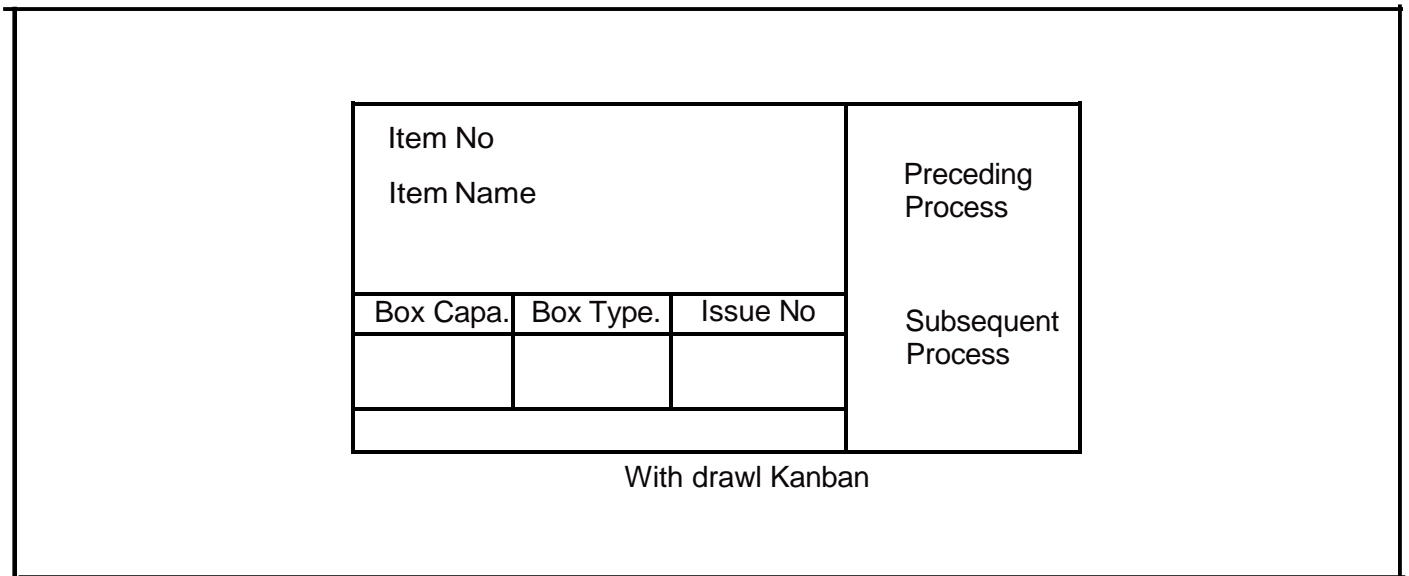 Item No
Item Name
Preceding
Process
Box Capa.
Box Type.
Issue No
Subsequent
Process
With drawl Kanban